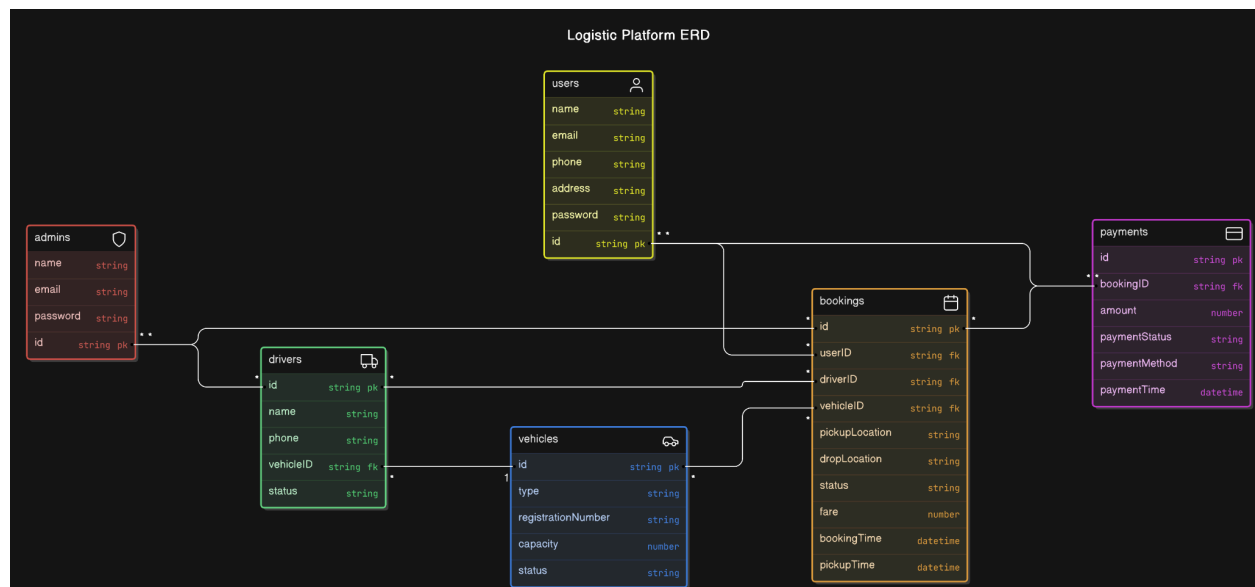 Logistic Platform ERD
users
name string
email string
phone string
address string
password string
id string pk
* *
admins
name string
email string
password string
id string pk
* *
drivers
* id string pk *
name string
phone string
vehicleID string fk
*
status string
vehicles
id string pk
1 *
type string
registrationNumber string
capacity number
status string
bookings
* *
id string pk
*
userID string fk
*
driverID string fk
vehicleID string fk
*
pickupLocation string
dropLocation string
status string
fare number
bookingTime datetime
pickupTime datetime
payments
id string pk
* *
bookingID string fk
amount number
paymentStatus string
paymentMethod string
paymentTime datetime